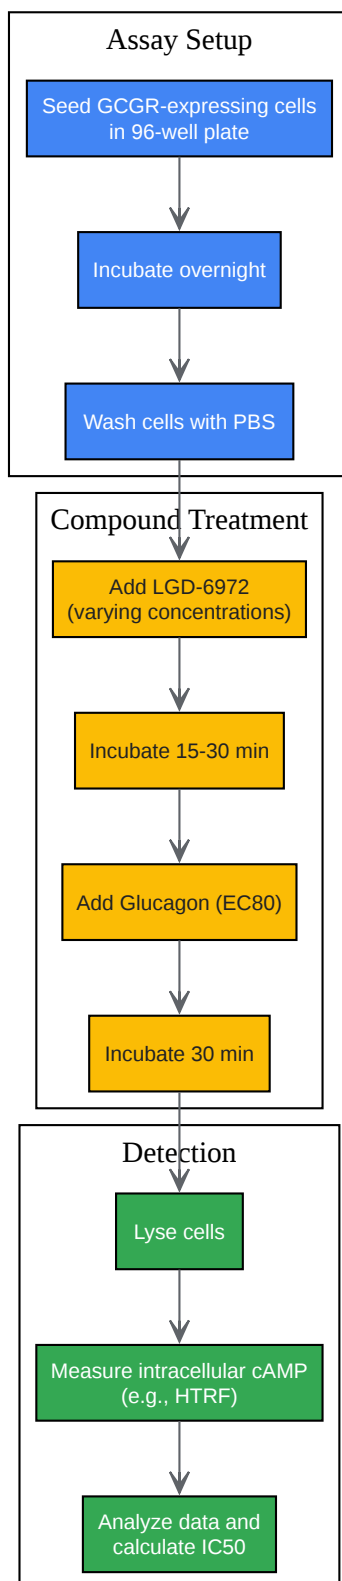 Assay Setup
Seed GCGR-expressing cells
in 96-well plate
Incubate overnight
Wash cells with PBS
Compound Treatment
Add LGD-6972
(varying concentrations)
Incubate 15-30 min
Add Glucagon (EC80)
Incubate 30 min
Detection
Lyse cells
Measure intracellular cAMP
(e.g., HTRF)
Analyze data and
calculate IC50